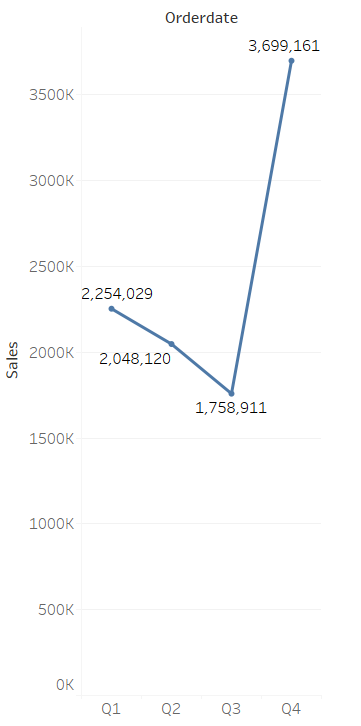 Orderdate
3,699,161
3500K
3000K
2500K
2,254,029
2000K
2,048,120
1,758,911
1500K
1000K
500K
0K
Sales
Q1 Q2 Q3 Q4